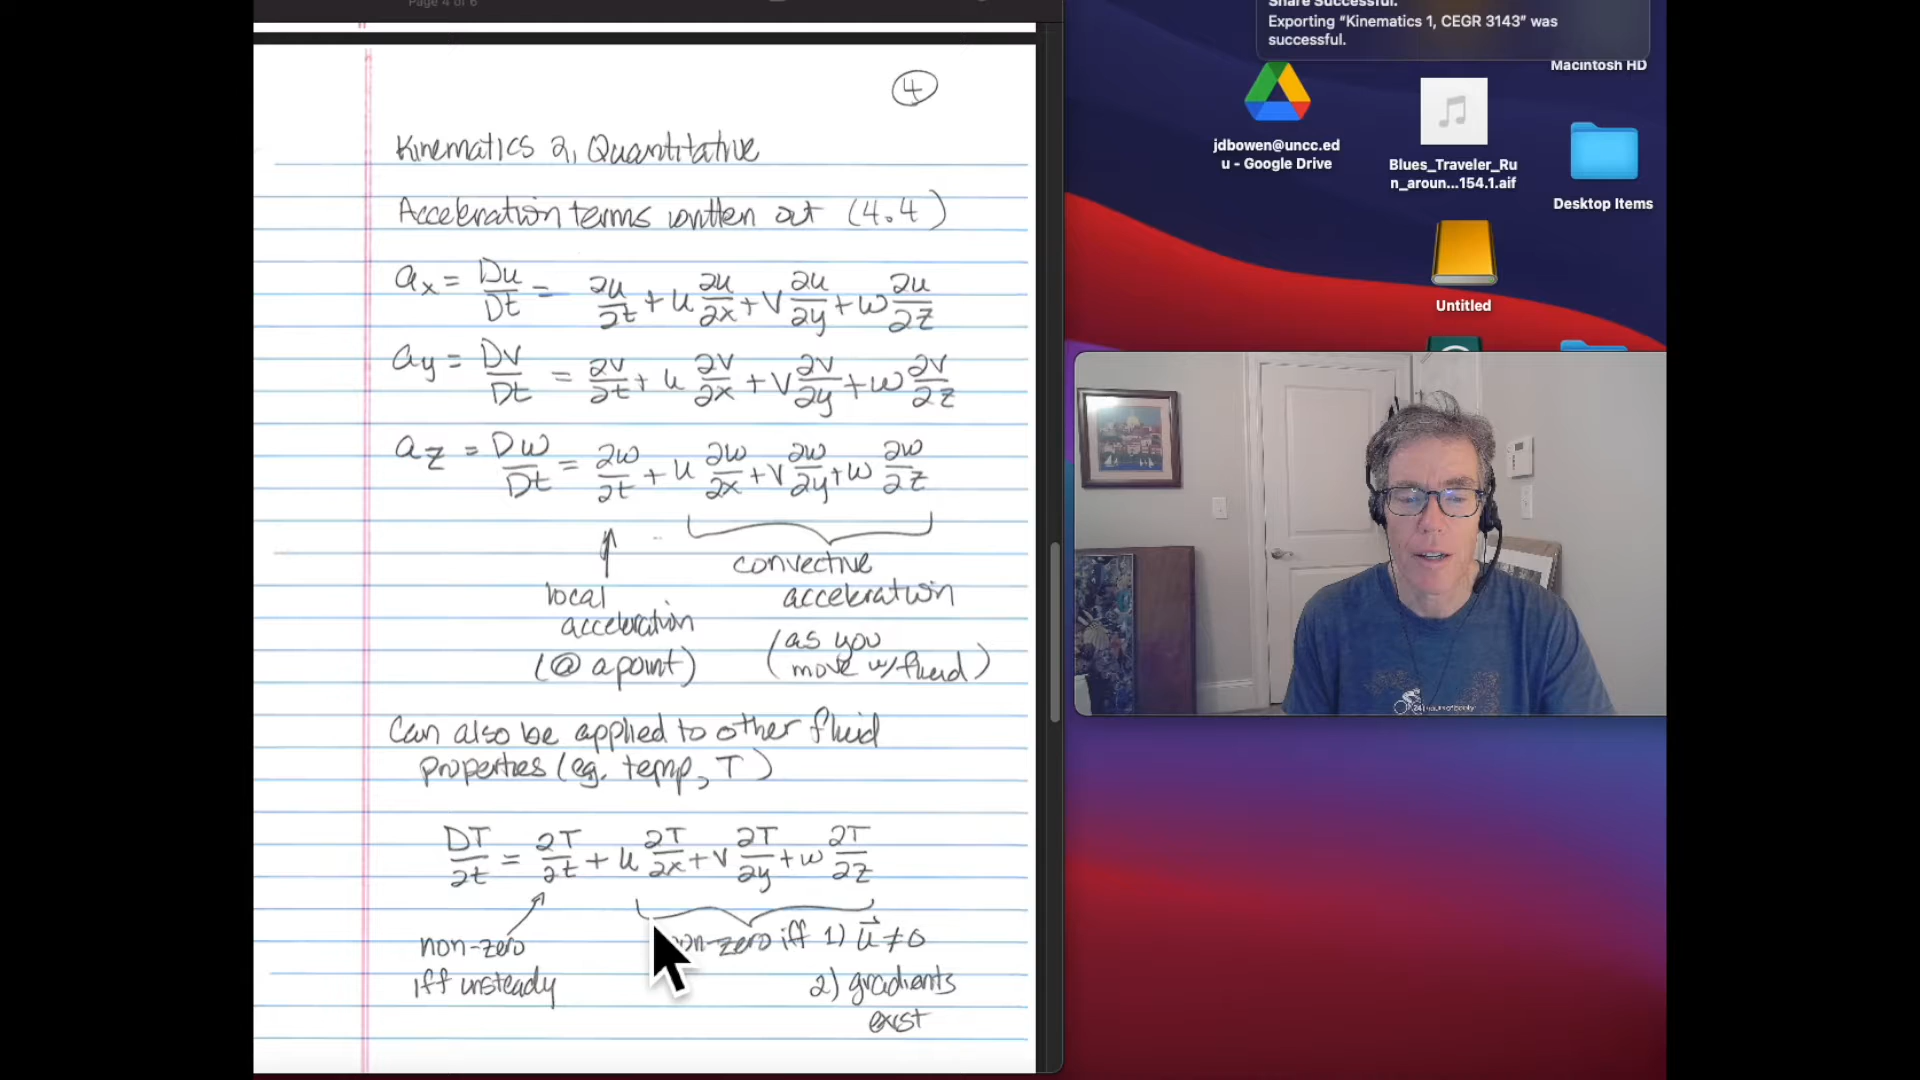 Page 4 of 6
4
Kinematics 2, Quantitative
Acceleration terms written out (4.4)
ax = Du/Dt = ∂u/∂t + u ∂u/∂x + v ∂u/∂y + w ∂u/∂z
ay = Dv/Dt = ∂v/∂t + u ∂v/∂x + v ∂v/∂y + w ∂v/∂z
az = Dw/Dt = ∂w/∂t + u ∂w/∂x + v ∂w/∂y + w ∂w/∂z
local
acceleration
(@ a point)
convective
acceleration
(as you
move w/fluid)
Can also be applied to other fluid
properties (eg. temp, T)
DT/∂t = ∂T/∂t + u ∂T/∂x + v ∂T/∂y + w ∂T/∂z
non-zero
iff unsteady
non-zero iff 1) u⃗ ≠ 0
2) gradients
exist
Share Successful.
Exporting “Kinematics 1, CEGR 3143” was
successful.
Macintosh HD
jdbowen@uncc.ed
u - Google Drive
Blues_Traveler_Ru
n_aroun...154.1.aif
Desktop Items
Untitled